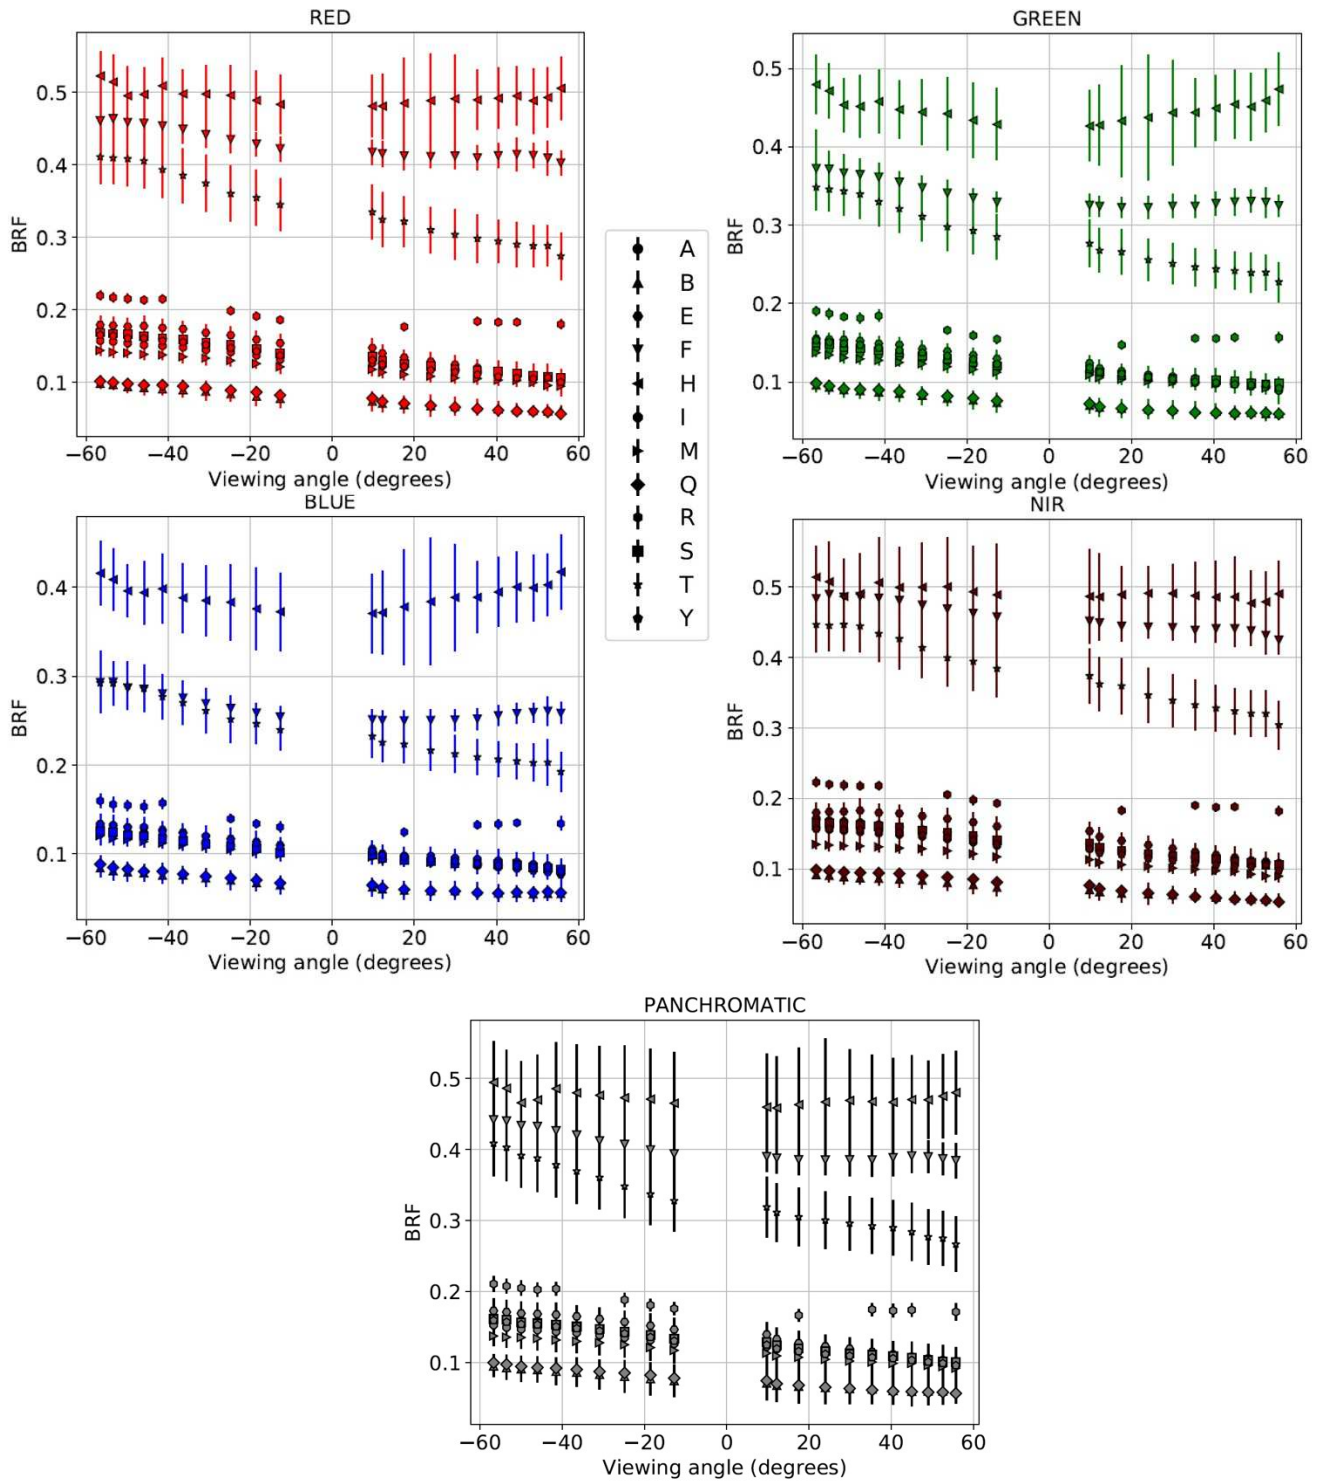 RED
BRF
0.5
0.4
0.3
0.2
0.1
−60 −40 −20 0 20 40 60
Viewing angle (degrees)
GREEN
BRF
0.5
0.4
0.3
0.2
0.1
−60 −40 −20 0 20 40 60
Viewing angle (degrees)
A
B
E
F
H
I
M
Q
R
S
T
Y
BLUE
BRF
0.4
0.3
0.2
0.1
−60 −40 −20 0 20 40 60
Viewing angle (degrees)
NIR
BRF
0.5
0.4
0.3
0.2
0.1
−60 −40 −20 0 20 40 60
Viewing angle (degrees)
PANCHROMATIC
BRF
0.5
0.4
0.3
0.2
0.1
−60 −40 −20 0 20 40 60
Viewing angle (degrees)